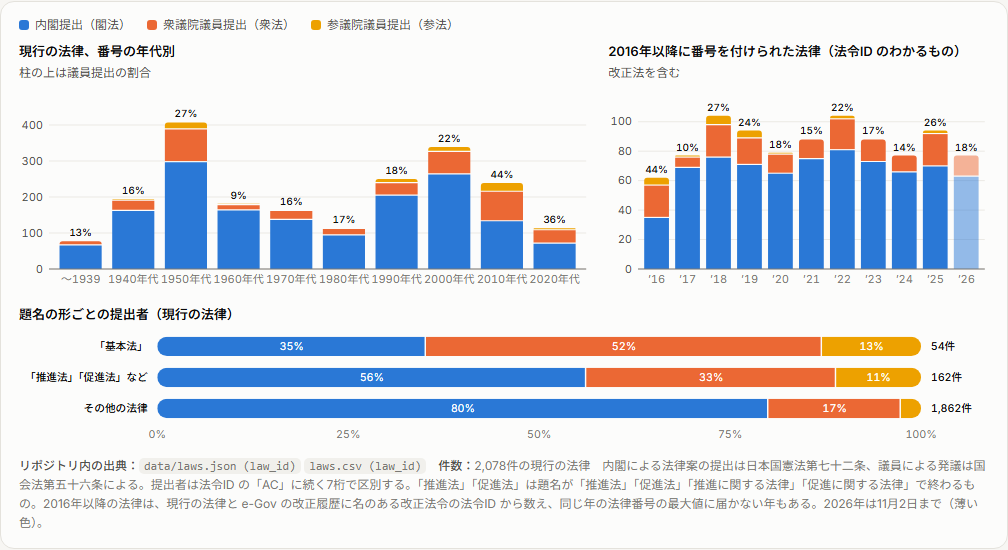 内閣提出（閣法） 衆議院議員提出（衆法） 参議院議員提出（参法）
現行の法律、番号の年代別
柱の上は議員提出の割合
400
300
200
100
0
13% 16% 27% 9% 16% 17% 18% 22% 44% 36%
～1939 1940年代 1950年代 1960年代 1970年代 1980年代 1990年代 2000年代 2010年代 2020年代
2016年以降に番号を付けられた法律（法令ID のわかるもの）
改正法を含む
100
80
60
40
20
0
44% 10% 27% 24% 18% 15% 22% 17% 14% 26% 18%
'16 '17 '18 '19 '20 '21 '22 '23 '24 '25 '26
題名の形ごとの提出者（現行の法律）
「基本法」 35% 52% 13% 54件
「推進法」「促進法」など 56% 33% 11% 162件
その他の法律 80% 17% 1,862件
0% 25% 50% 75% 100%
リポジトリ内の出典： data/laws.json (law_id) laws.csv (law_id) 件数：2,078件の現行の法律 内閣による法律案の提出は日本国憲法第七十二条、議員による発議は国
会法第五十六条による。提出者は法令ID の「AC」に続く7桁で区別する。「推進法」「促進法」は題名が「推進法」「促進法」「推進に関する法律」「促進に関する法律」で終わるも
の。2016年以降の法律は、現行の法律と e-Gov の改正履歴に名のある改正法令の法令ID から数え、同じ年の法律番号の最大値に届かない年もある。2026年は11月2日まで（薄い
色）。